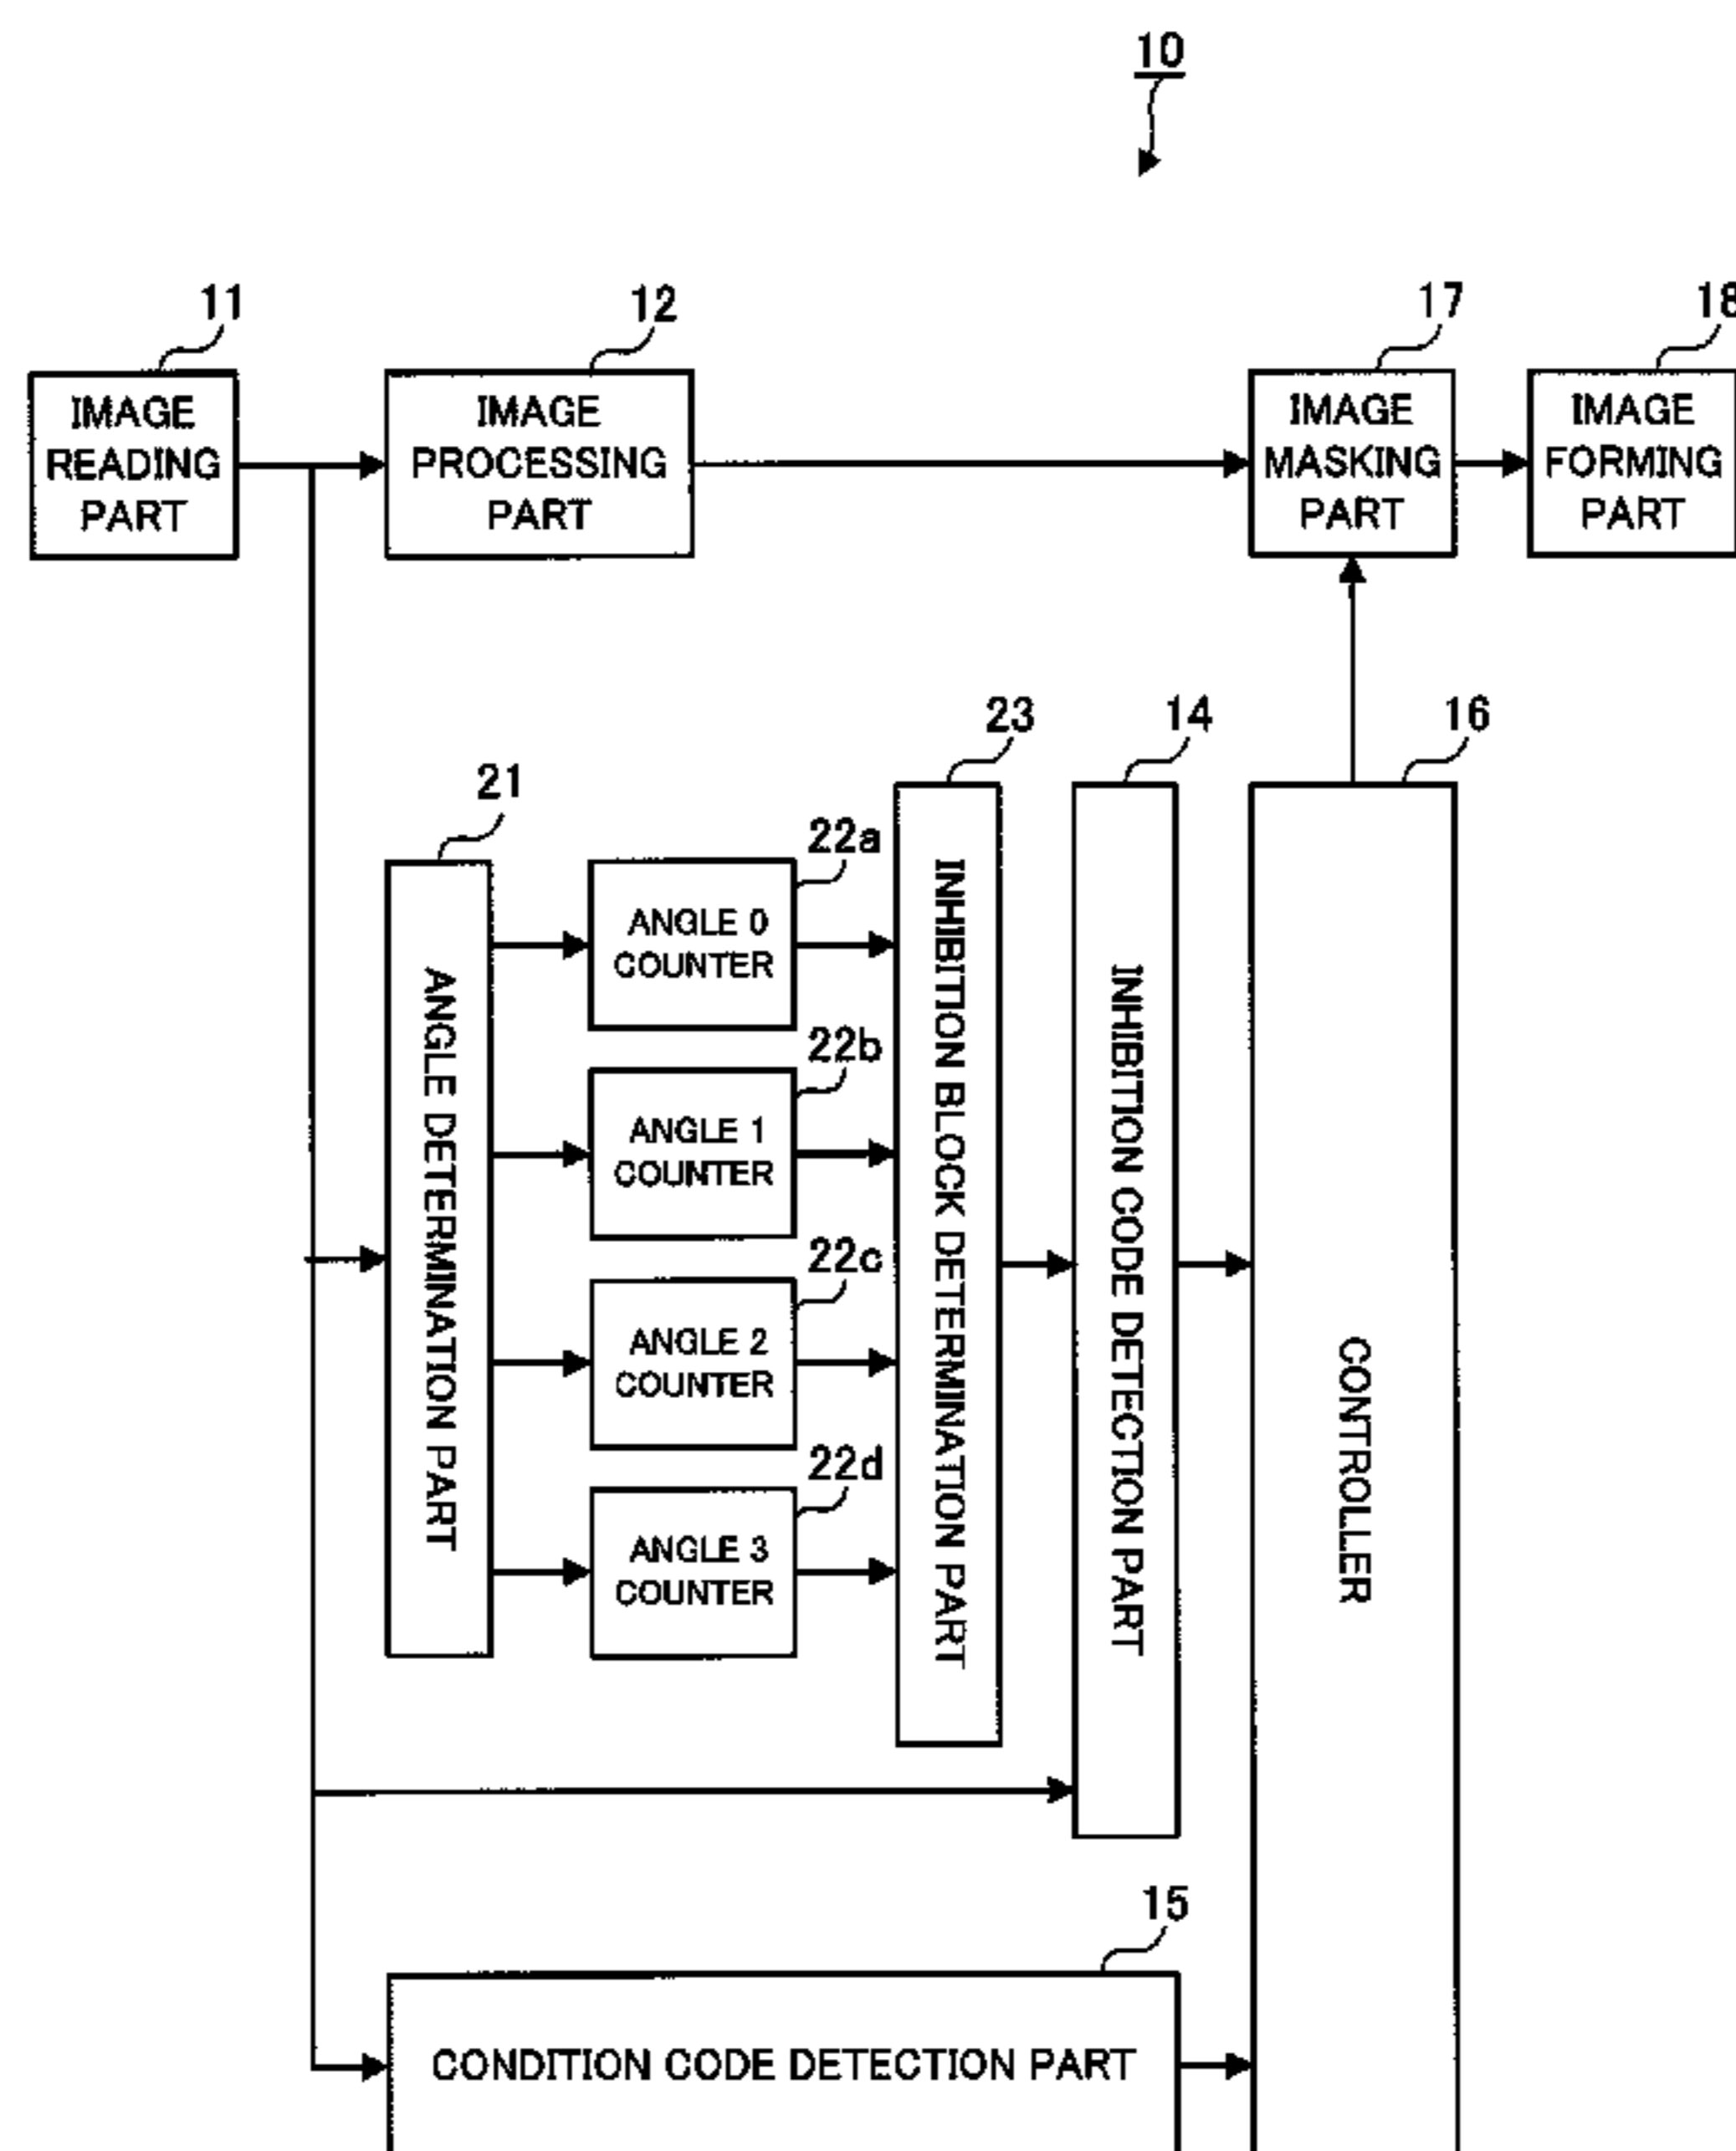 10
11
12
17
18
IMAGE
READING
PART
IMAGE
PROCESSING
PART
IMAGE
MASKING
PART
IMAGE
FORMING
PART
23
14
16
21
22a
ANGLE 0
COUNTER
22b
ANGLE 1
COUNTER
22c
ANGLE 2
COUNTER
22d
ANGLE 3
COUNTER
ANGLE DETERMINATION PART
INHIBITION BLOCK DETERMINATION PART
INHIBITION CODE DETECTION PART
CONTROLLER
15
CONDITION CODE DETECTION PART